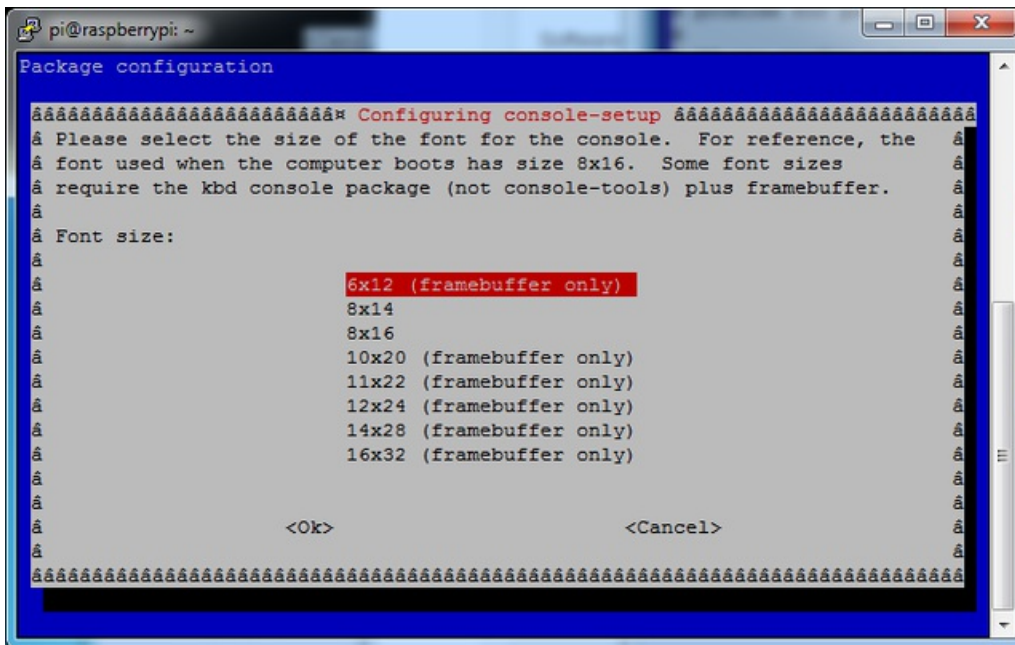 pi@raspberrypi: ~
Package configuration
ââââââââââââââââââââââââââ¤ Configuring console-setup âââââââââââââââââââââââââ
â Please select the size of the font for the console.  For reference, the   â
â font used when the computer boots has size 8x16.  Some font sizes         â
â require the kbd console package (not console-tools) plus framebuffer.     â
â                                                                           â
â Font size:                                                                â
â                                                                           â
â                         6x12 (framebuffer only)                           â
â                         8x14                                              â
â                         8x16                                              â
â                         10x20 (framebuffer only)                          â
â                         11x22 (framebuffer only)                          â
â                         12x24 (framebuffer only)                          â
â                         14x28 (framebuffer only)                          â
â                         16x32 (framebuffer only)                          â
â                                                                           â
â                                                                           â
â                    <Ok>                        <Cancel>                   â
â                                                                           â
âââââââââââââââââââââââââââââââââââââââââââââââââââââââââââââââââââââââââââââ